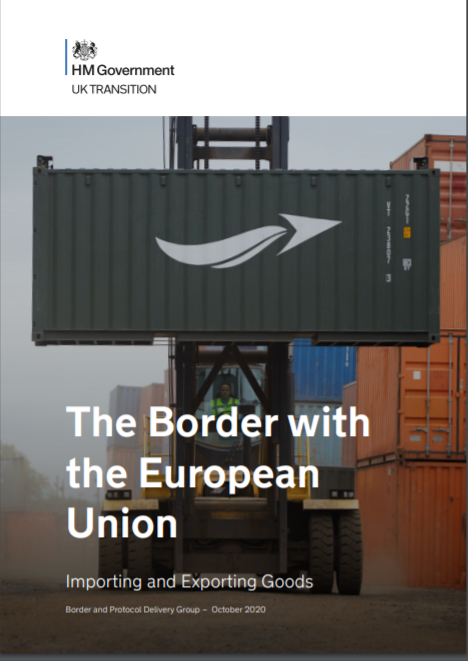 HM Government
UK TRANSITION
The Border with
the European
Union
Importing and Exporting Goods
Border and Protocol Delivery Group – October 2020